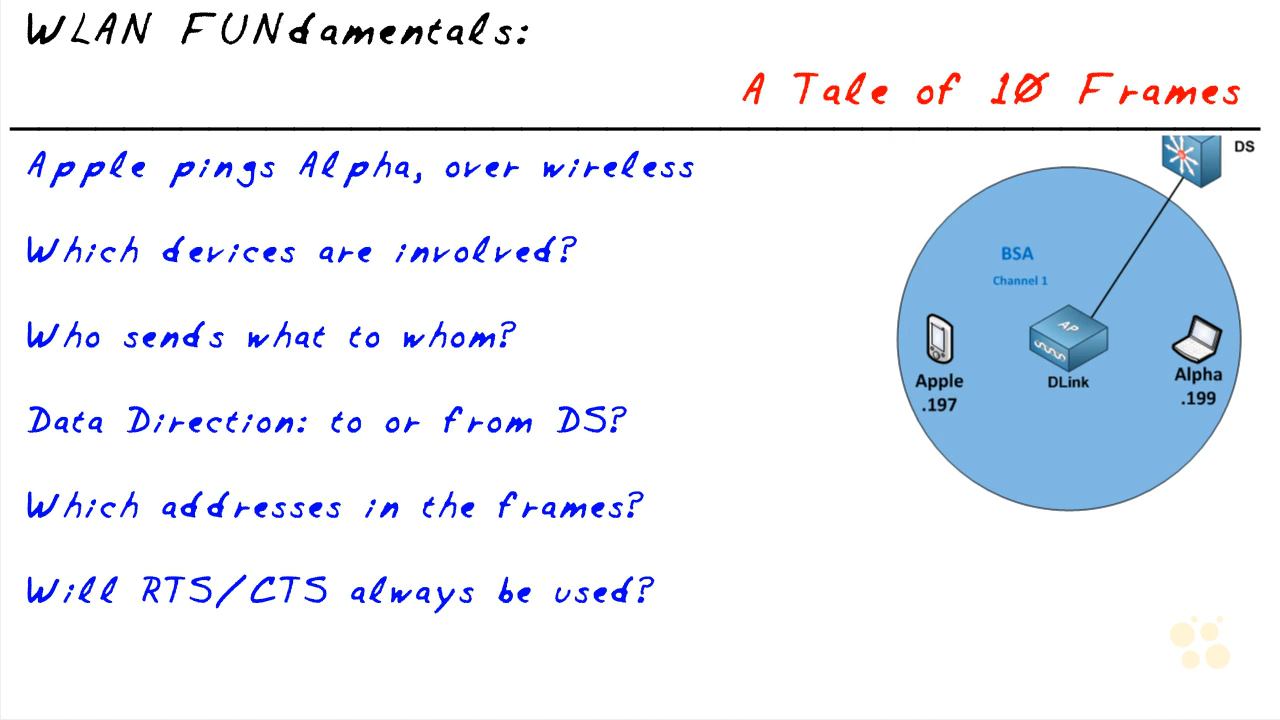 WLAN FUNdamentals:
A Tale of 10 Frames
Apple pings Alpha, over wireless
Which devices are involved?
Who sends what to whom?
Data Direction: to or from DS?
Which addresses in the frames?
Will RTS/CTS always be used?
DS
BSA
Channel 1
AP
Apple
.197
DLink
Alpha
.199